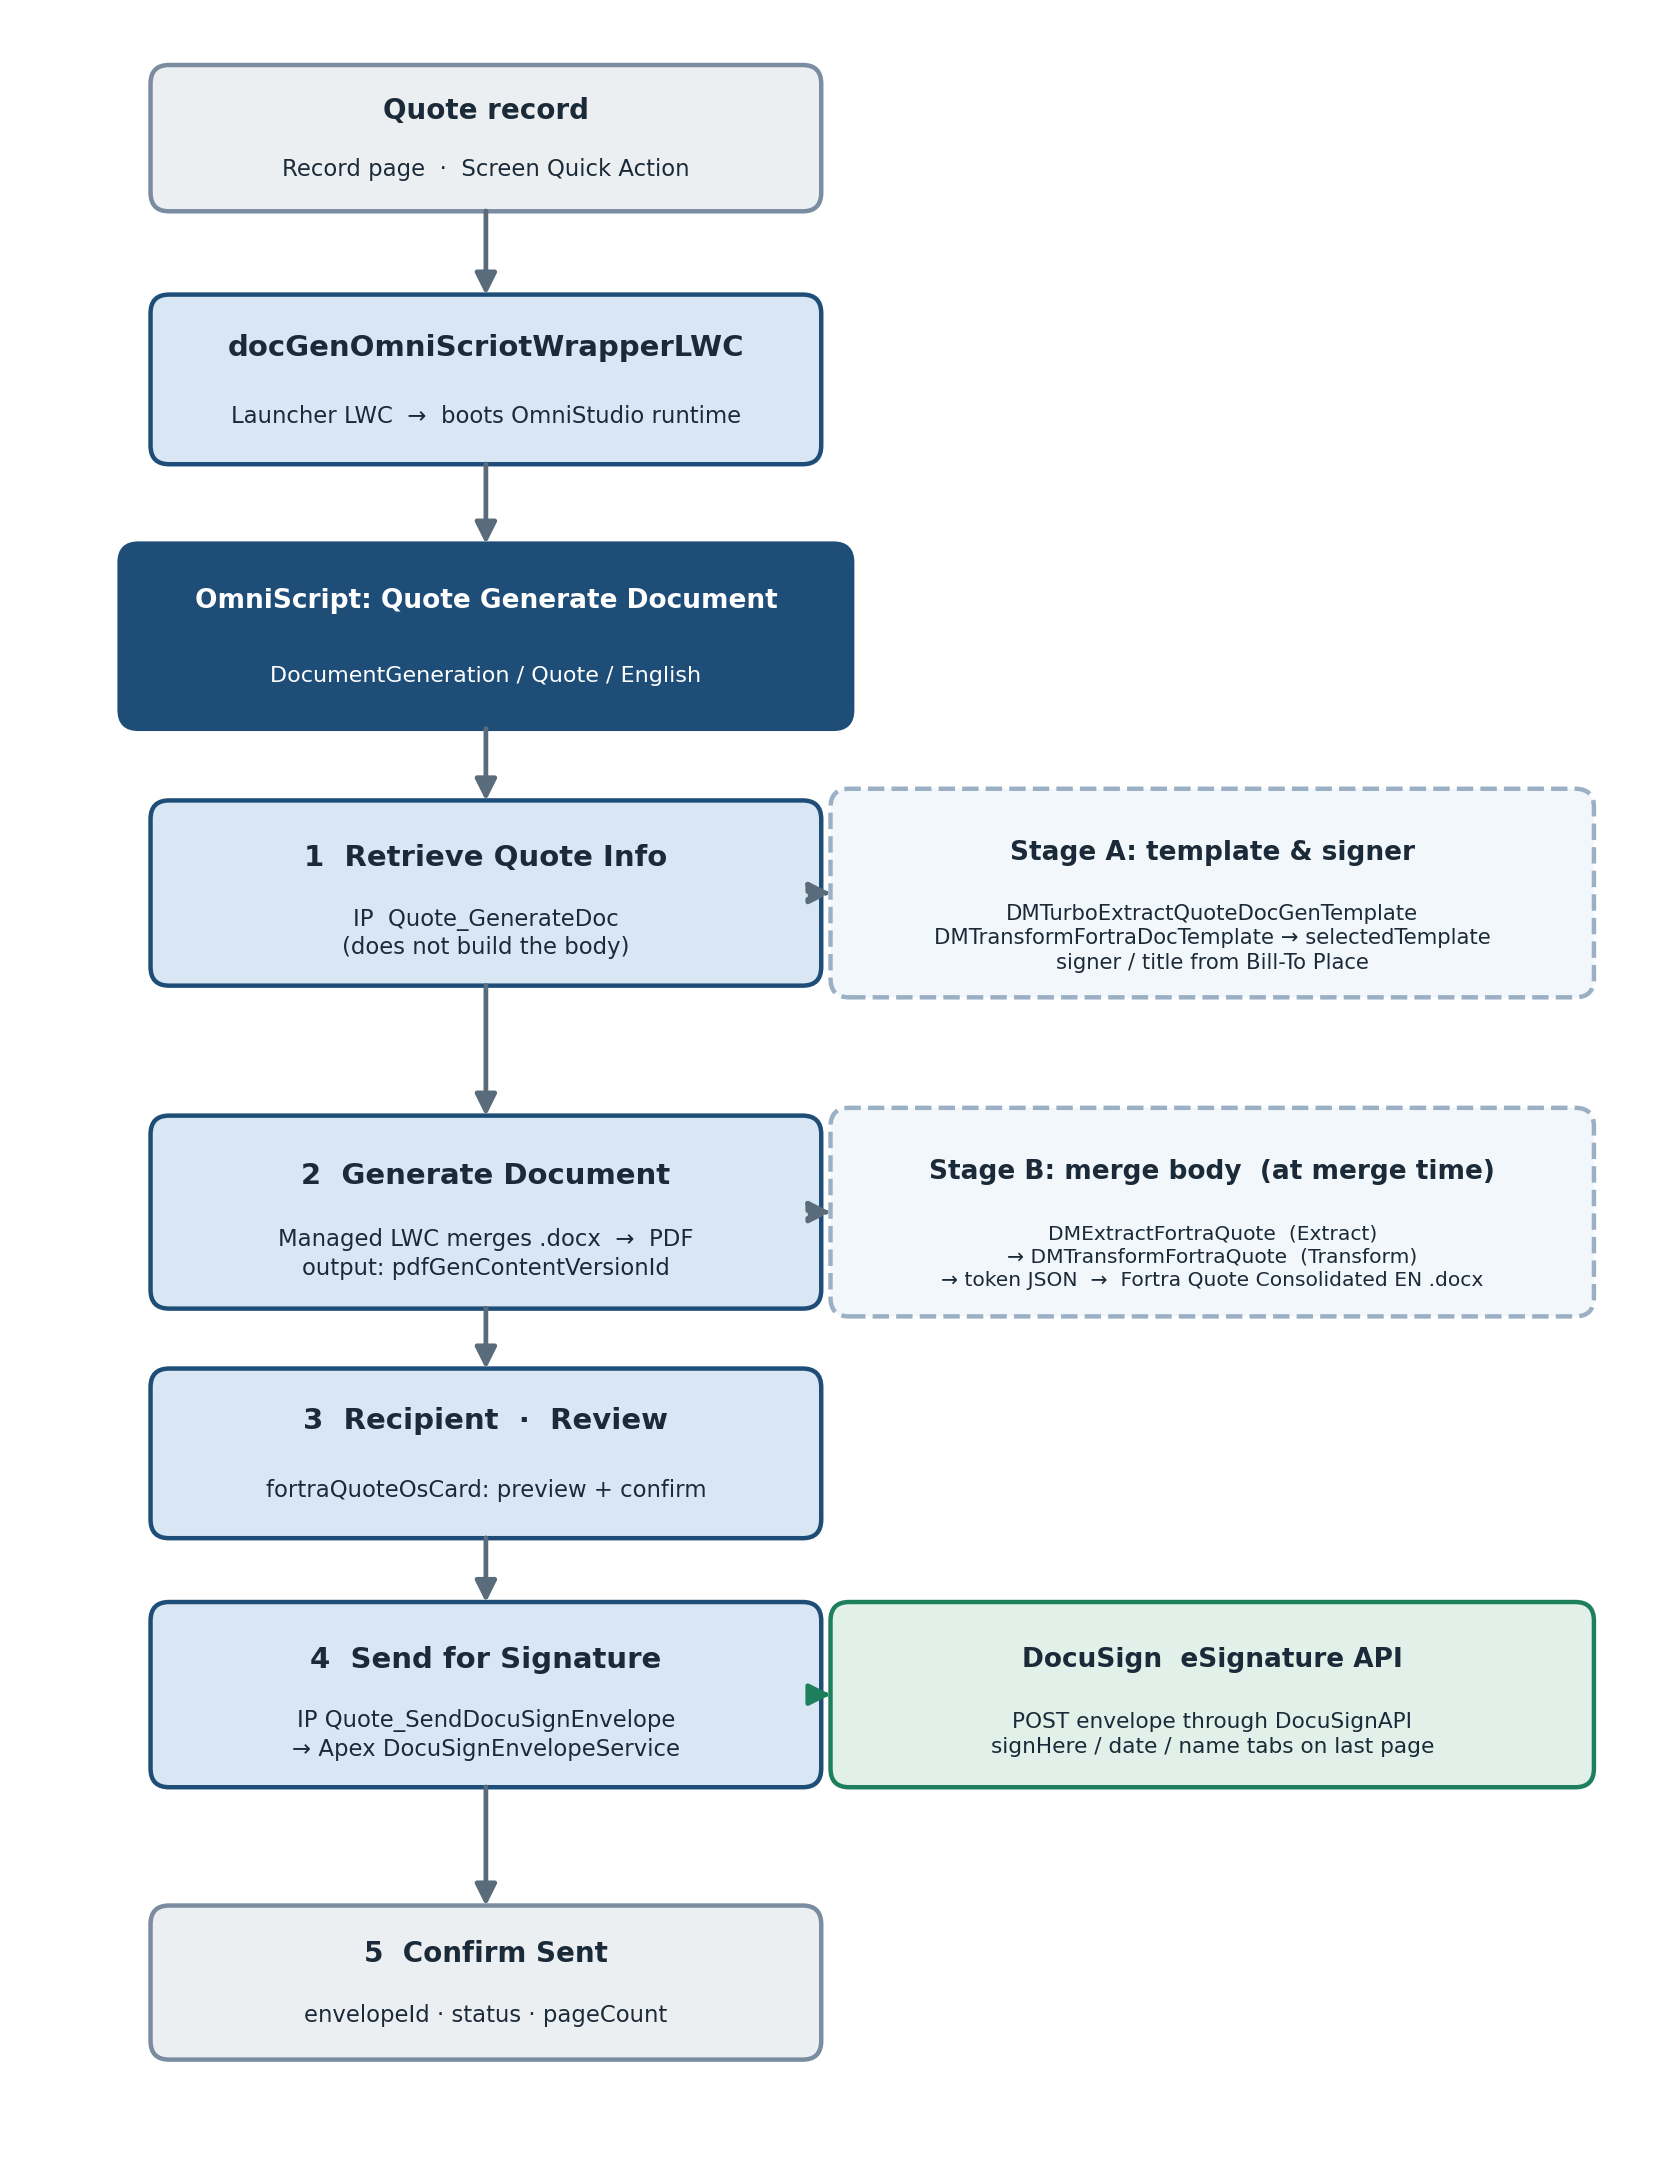 Quote record
Record page · Screen Quick Action
docGenOmniScriotWrapperLWC
Launcher LWC → boots OmniStudio runtime
OmniScript: Quote Generate Document
DocumentGeneration / Quote / English
1 Retrieve Quote Info
IP Quote_GenerateDoc
(does not build the body)
Stage A: template & signer
DMTurboExtractQuoteDocGenTemplate
DMTransformFortraDocTemplate → selectedTemplate
signer / title from Bill-To Place
2 Generate Document
Managed LWC merges .docx → PDF
output: pdfGenContentVersionId
Stage B: merge body (at merge time)
DMExtractFortraQuote (Extract)
→ DMTransformFortraQuote (Transform)
→ token JSON → Fortra Quote Consolidated EN .docx
3 Recipient · Review
fortraQuoteOsCard: preview + confirm
4 Send for Signature
IP Quote_SendDocuSignEnvelope
→ Apex DocuSignEnvelopeService
DocuSign eSignature API
POST envelope through DocuSignAPI
signHere / date / name tabs on last page
5 Confirm Sent
envelopeId · status · pageCount